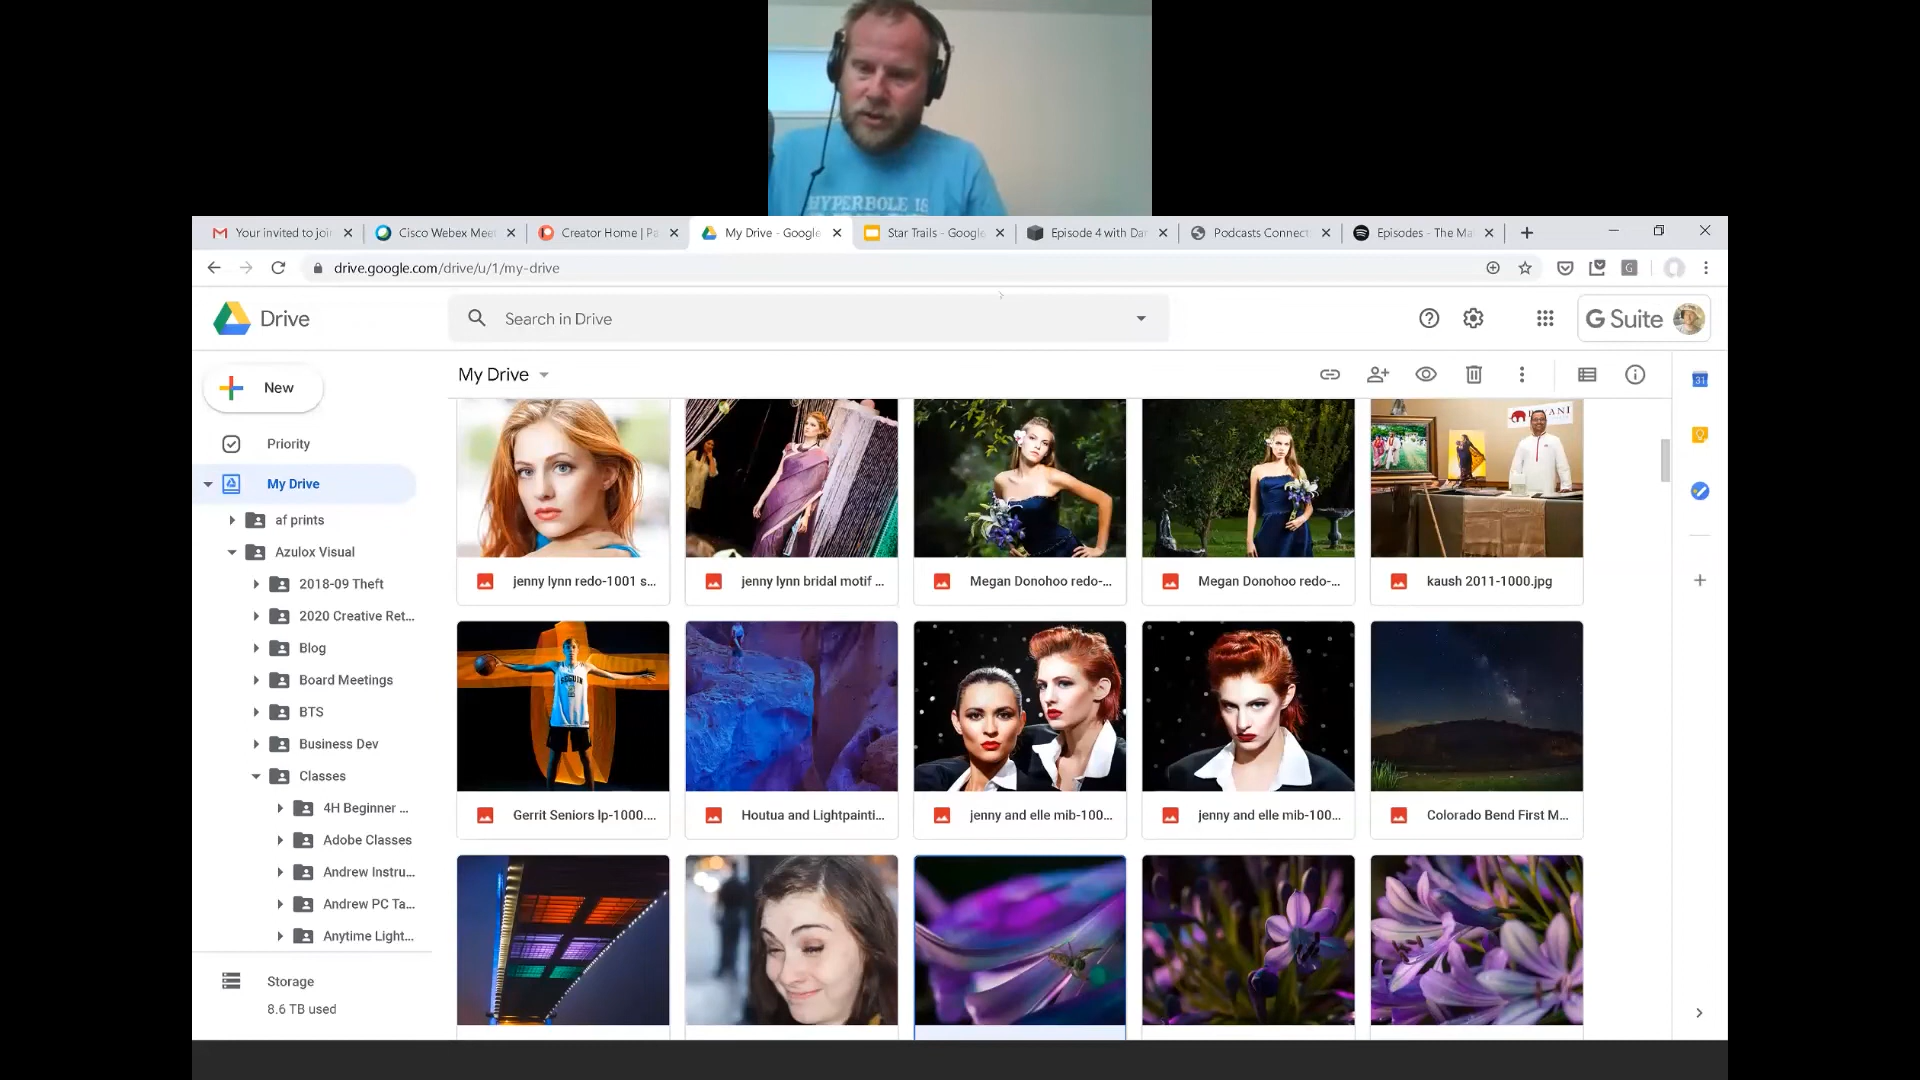 HYPERBOLE IS
Your invited to joi
Cisco Webex Meet
Creator Home | Pa
My Drive - Google
Star Trails - Google
Episode 4 with Dar
Podcasts Connect
Episodes - The Ma
drive.google.com/drive/u/1/my-drive
G
Drive
Search in Drive
G Suite
New
My Drive
31
Priority
My Drive
af prints
Azulox Visual
2018-09 Theft
2020 Creative Ret...
Blog
Board Meetings
BTS
Business Dev
Classes
4H Beginner ...
Adobe Classes
Andrew Instru...
Andrew PC Ta...
Anytime Light...
Storage
8.6 TB used
jenny lynn redo-1001 s...
jenny lynn bridal motif ...
Megan Donohoo redo-...
Megan Donohoo redo-...
kaush 2011-1000.jpg
Gerrit Seniors lp-1000....
Houtua and Lightpainti...
jenny and elle mib-100...
jenny and elle mib-100...
Colorado Bend First M...